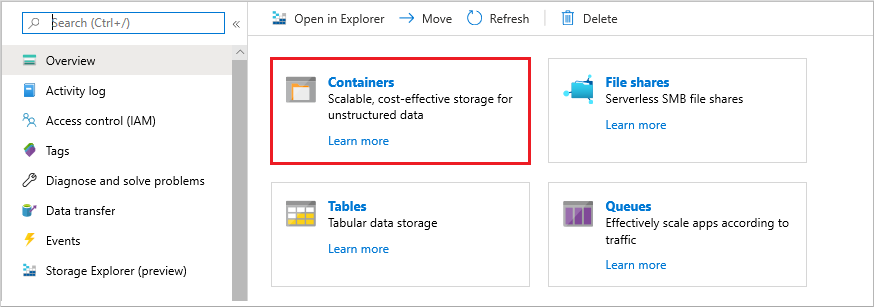 Search (Ctrl+/)
«
Overview
Activity log
Access control (IAM)
Tags
Diagnose and solve problems
Data transfer
Events
Storage Explorer (preview)
Open in Explorer
Move
Refresh
Delete
Containers
Scalable, cost-effective storage for
unstructured data
Learn more
File shares
Serverless SMB file shares
Learn more
Tables
Tabular data storage
Learn more
Queues
Effectively scale apps according to
traffic
Learn more